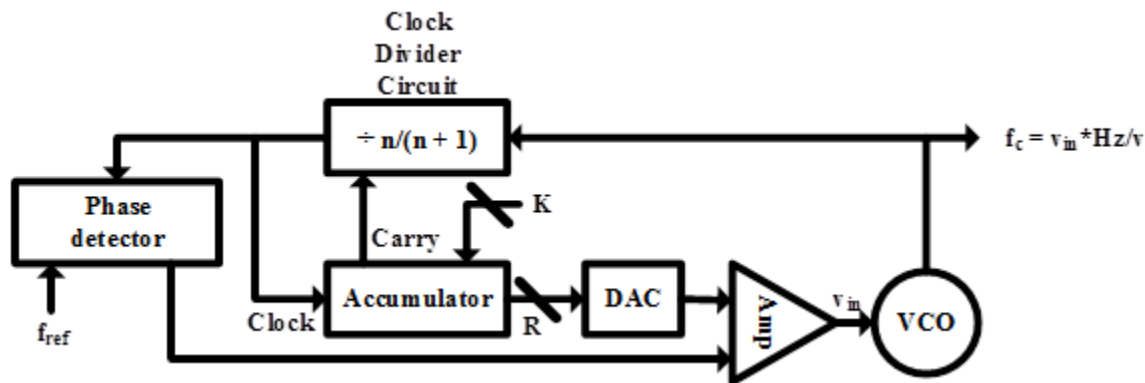 Clock
Divider
Circuit
÷ n/(n + 1)
f_c = v_in*Hz/v
Phase
detector
K
Carry
Accumulator
DAC
Amp
v_in
VCO
Clock
R
f_ref